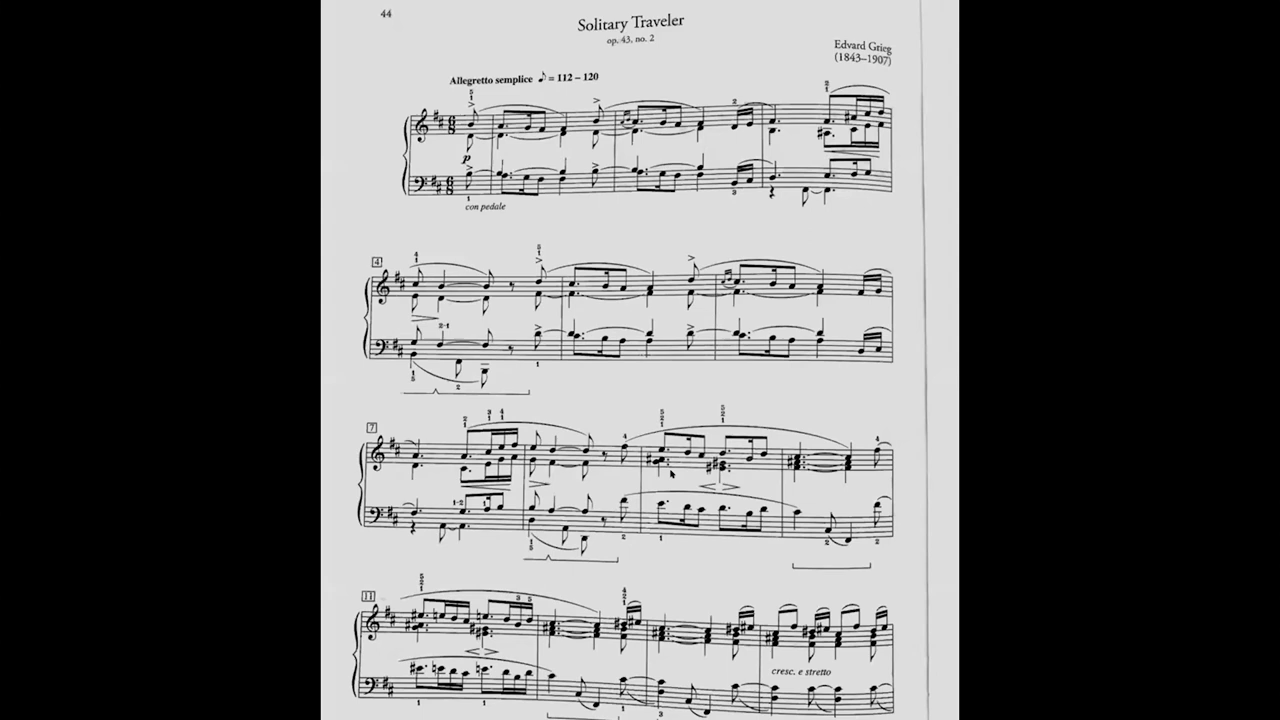 44
Solitary Traveler
op. 43, no. 2
Edvard Grieg
(1843–1907)
Allegretto semplice ♪ = 112 – 120
p
con pedale
4
7
11
cresc. e stretto